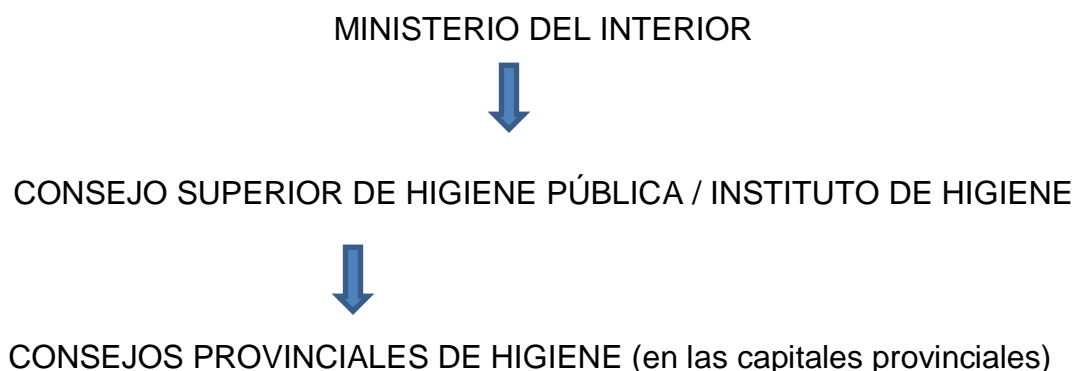 MINISTERIO DEL INTERIOR
CONSEJO SUPERIOR DE HIGIENE PÚBLICA / INSTITUTO DE HIGIENE
CONSEJOS PROVINCIALES DE HIGIENE (en las capitales provinciales)